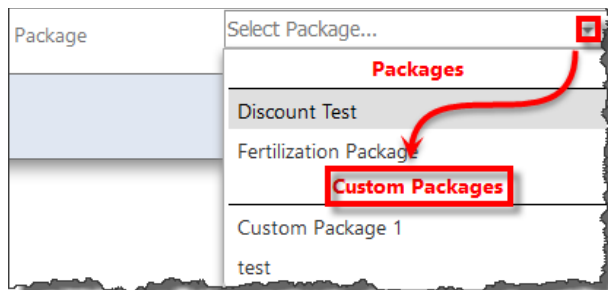 Package
Select Package...
Packages
Discount Test
Fertilization Package
Custom Packages
Custom Package 1
test